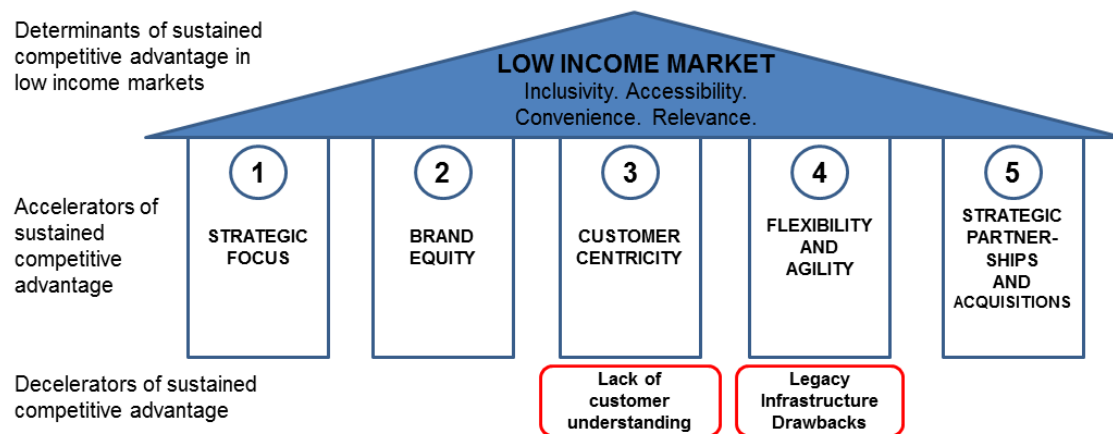 Determinants of sustained
competitive advantage in
low income markets
LOW INCOME MARKET
Inclusivity. Accessibility.
Convenience. Relevance.
Accelerators of
sustained
competitive
advantage
1
STRATEGIC
FOCUS
2
BRAND
EQUITY
3
CUSTOMER
CENTRICITY
4
FLEXIBILITY
AND
AGILITY
5
STRATEGIC
PARTNER-
SHIPS
AND
ACQUISITIONS
Decelerators of sustained
competitive advantage
Lack of
customer
understanding
Legacy
Infrastructure
Drawbacks